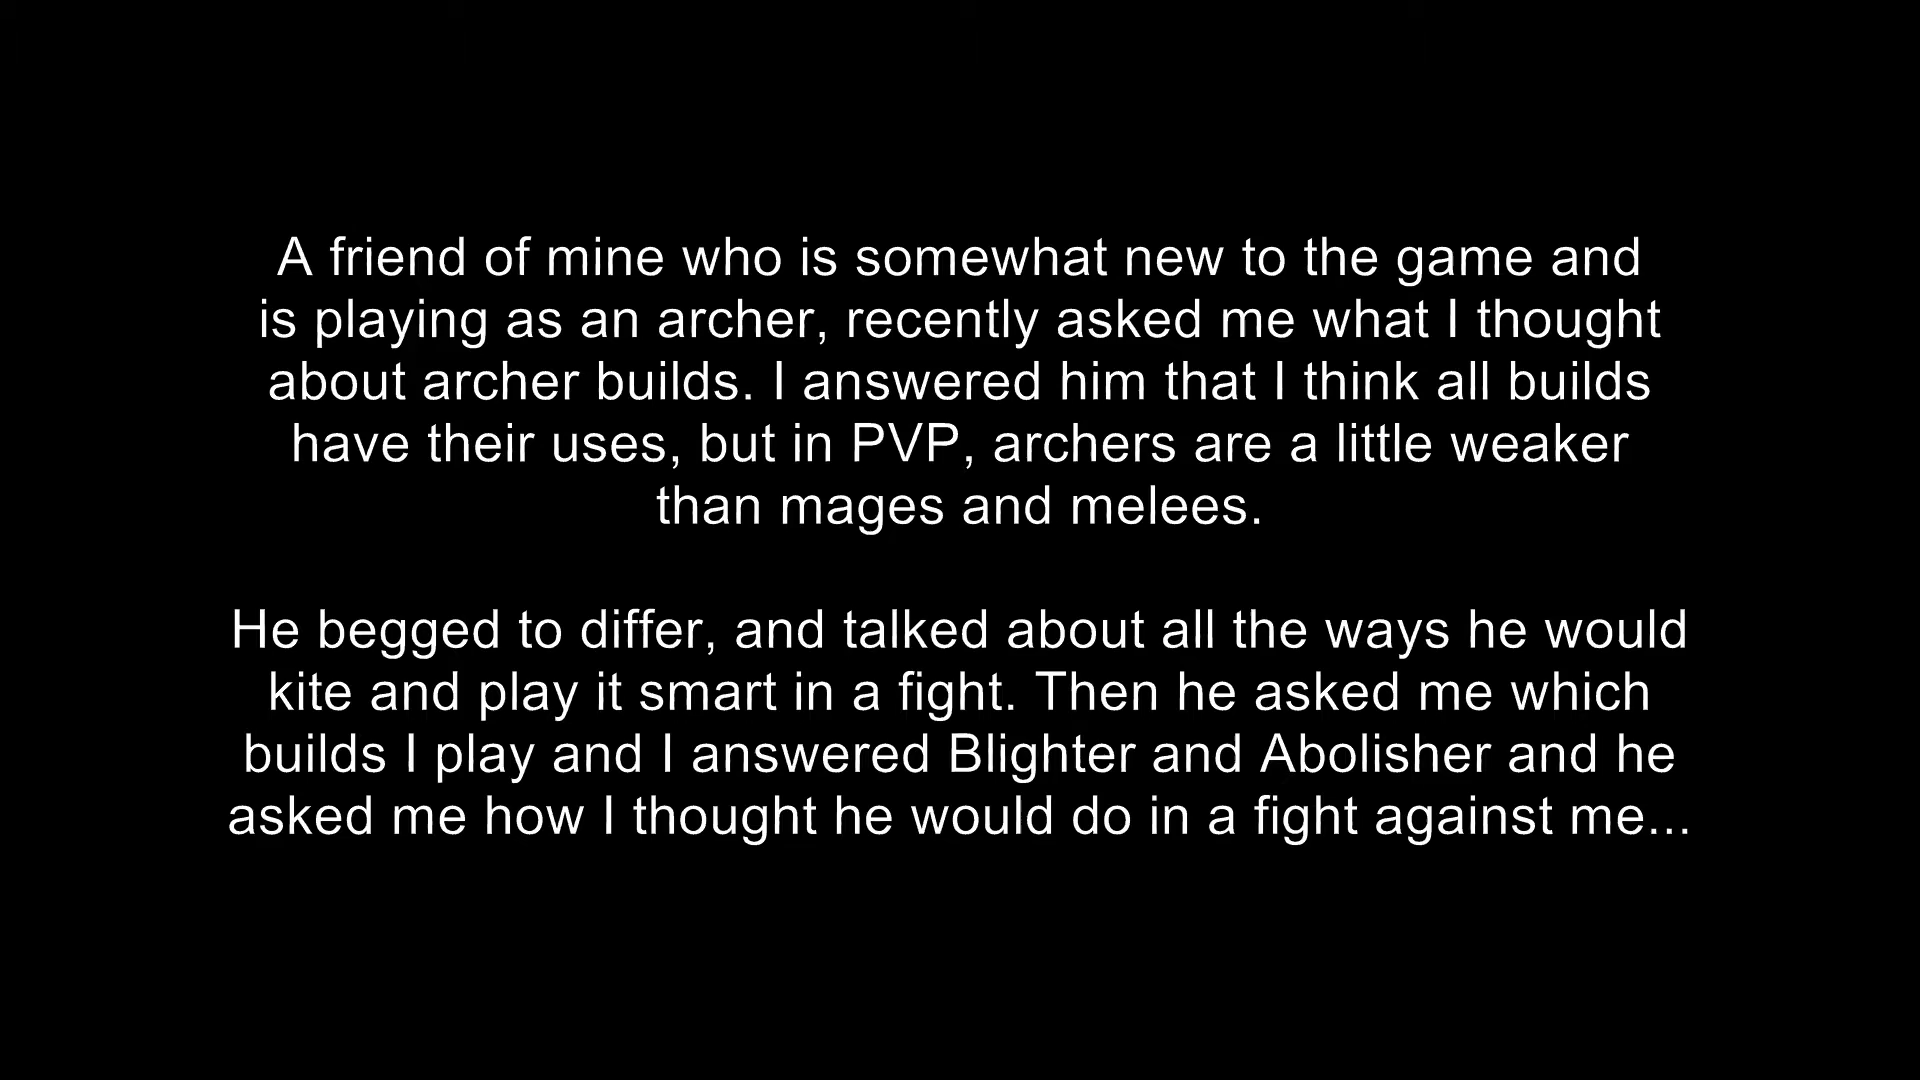 A friend of mine who is somewhat new to the game and
is playing as an archer, recently asked me what I thought
about archer builds. I answered him that I think all builds
have their uses, but in PVP, archers are a little weaker
than mages and melees.
He begged to differ, and talked about all the ways he would
kite and play it smart in a fight. Then he asked me which
builds I play and I answered Blighter and Abolisher and he
asked me how I thought he would do in a fight against me...